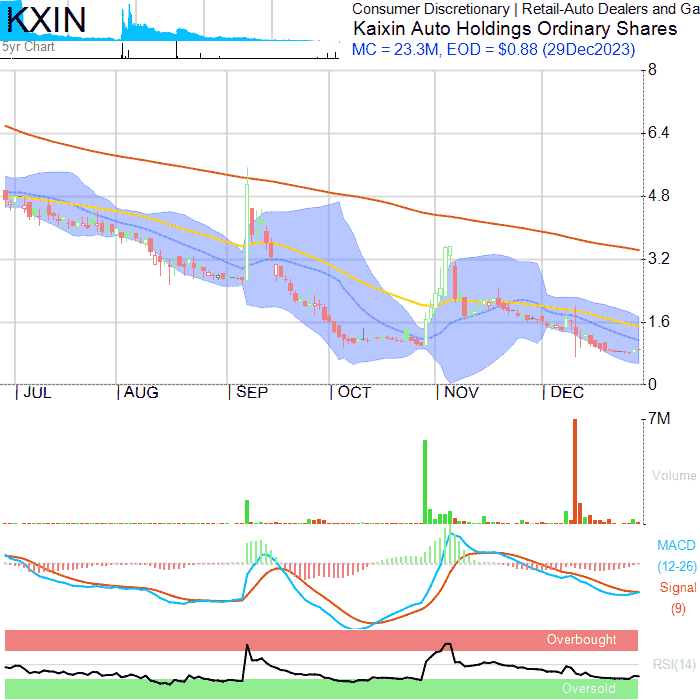 KXIN
5yr Chart
Consumer Discretionary | Retail-Auto Dealers and Ga
Kaixin Auto Holdings Ordinary Shares
MC = 23.3M, EOD = $0.88 (29Dec2023)
8
6.4
4.8
3.2
1.6
0
JUL AUG SEP OCT NOV DEC
7M
Volume
MACD
(12-26)
Signal
(9)
Overbought
RSI(14)
Oversold